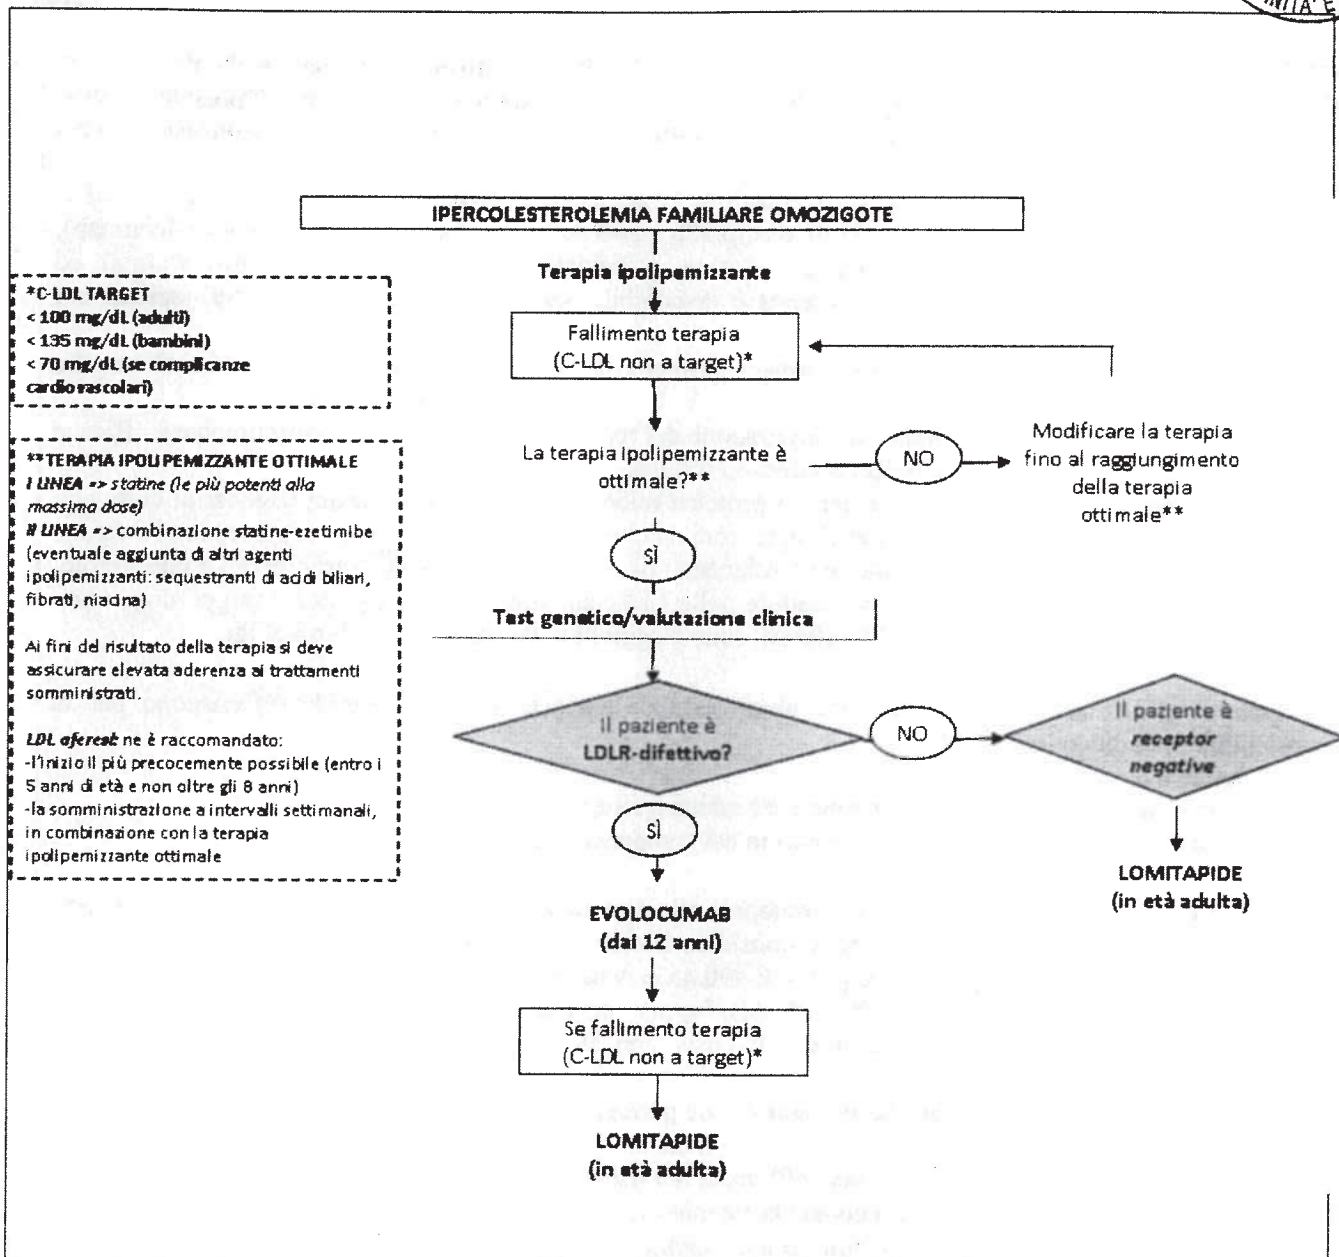 INITA' E
IPERCOLESTEROLEMIA FAMILIARE OMOZIGOTE
Terapia ipolipemizzante
*C-LDL TARGET
< 100 mg/dL (adulti)
< 135 mg/dL (bambini)
< 70 mg/dL (se complicanze
cardiovascolari)
Fallimento terapia
(C-LDL non a target)*
**TERAPIA IPOLIPEMIZZANTE OTTIMALE
I LINEA => statine (le più potenti alla
massima dose)
II LINEA => combinazione statine-ezetimibe
(eventuale aggiunta di altri agenti
ipolipemizzanti: sequestranti di acidi biliari,
fibrati, niacina)
Ai fini del risultato della terapia si deve
assicurare elevata aderenza ai trattamenti
somministrati.
LDL aferesi: ne è raccomandato:
-l'inizio il più precocemente possibile (entro i
5 anni di età e non oltre gli 8 anni)
-la somministrazione a intervalli settimanali,
in combinazione con la terapia
ipolipemizzante ottimale
La terapia ipolipemizzante è
ottimale?**
NO
Modificare la terapia
fino al raggiungimento
della terapia
ottimale**
SÌ
Test genetico/valutazione clinica
Il paziente è
LDLR-difettivo?
NO
Il paziente è
receptor
negative
SÌ
LOMITAPIDE
(in età adulta)
EVOLOCUMAB
(dai 12 anni)
Se fallimento terapia
(C-LDL non a target)*
LOMITAPIDE
(in età adulta)